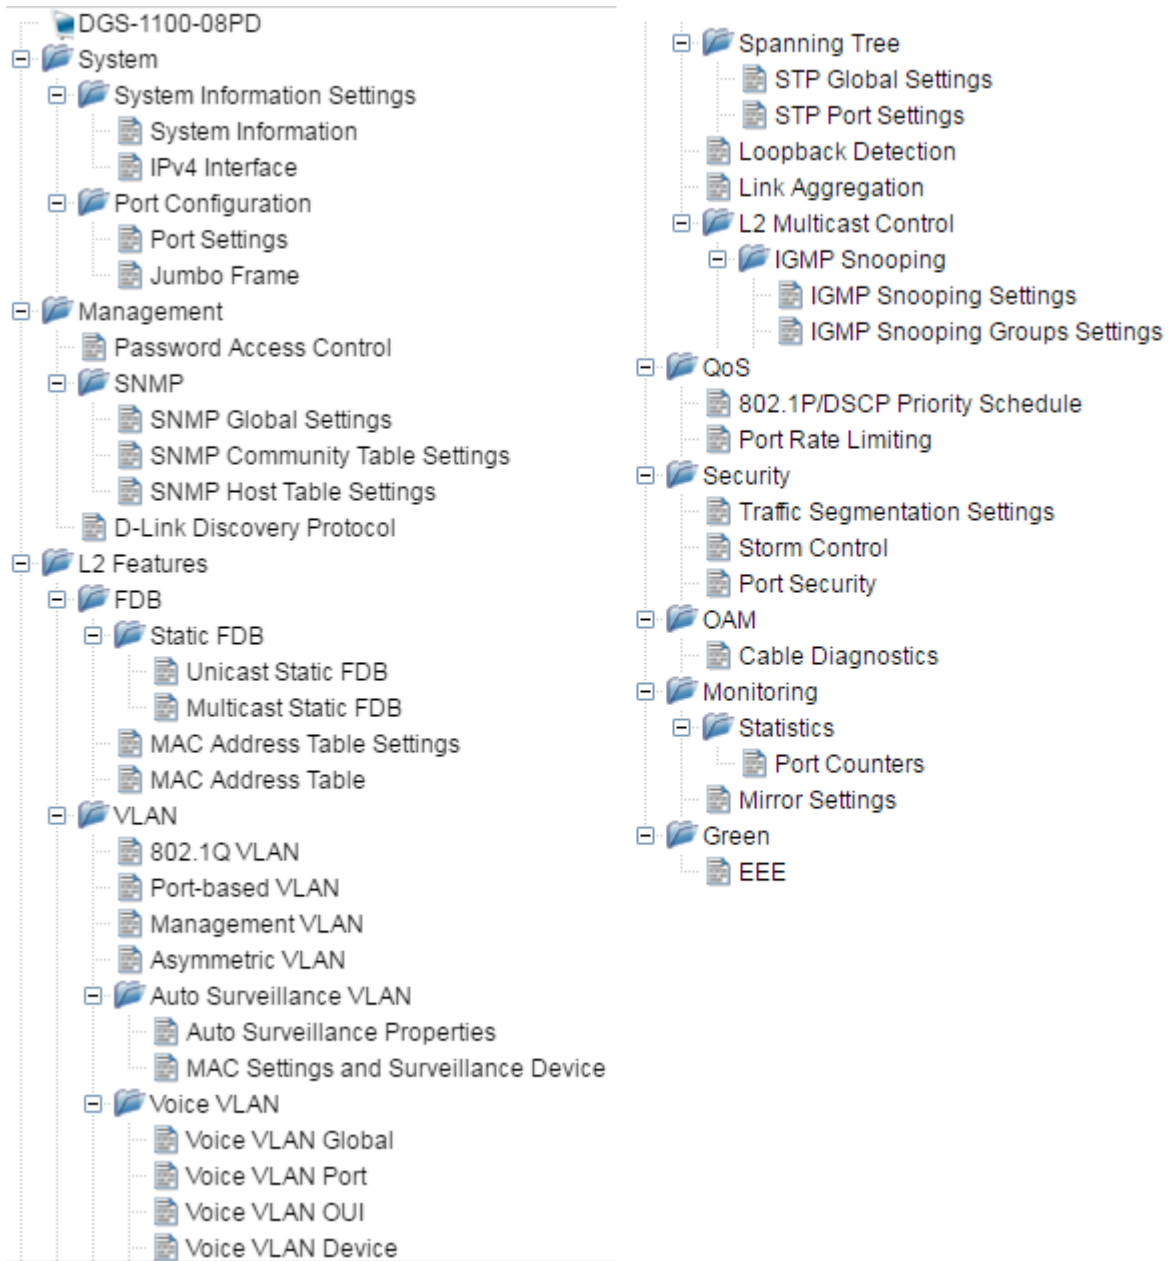 DGS-1100-08PD
System
System Information Settings
System Information
IPv4 Interface
Port Configuration
Port Settings
Jumbo Frame
Management
Password Access Control
SNMP
SNMP Global Settings
SNMP Community Table Settings
SNMP Host Table Settings
D-Link Discovery Protocol
L2 Features
FDB
Static FDB
Unicast Static FDB
Multicast Static FDB
MAC Address Table Settings
MAC Address Table
VLAN
802.1Q VLAN
Port-based VLAN
Management VLAN
Asymmetric VLAN
Auto Surveillance VLAN
Auto Surveillance Properties
MAC Settings and Surveillance Device
Voice VLAN
Voice VLAN Global
Voice VLAN Port
Voice VLAN OUI
Voice VLAN Device
Spanning Tree
STP Global Settings
STP Port Settings
Loopback Detection
Link Aggregation
L2 Multicast Control
IGMP Snooping
IGMP Snooping Settings
IGMP Snooping Groups Settings
QoS
802.1P/DSCP Priority Schedule
Port Rate Limiting
Security
Traffic Segmentation Settings
Storm Control
Port Security
OAM
Cable Diagnostics
Monitoring
Statistics
Port Counters
Mirror Settings
Green
EEE